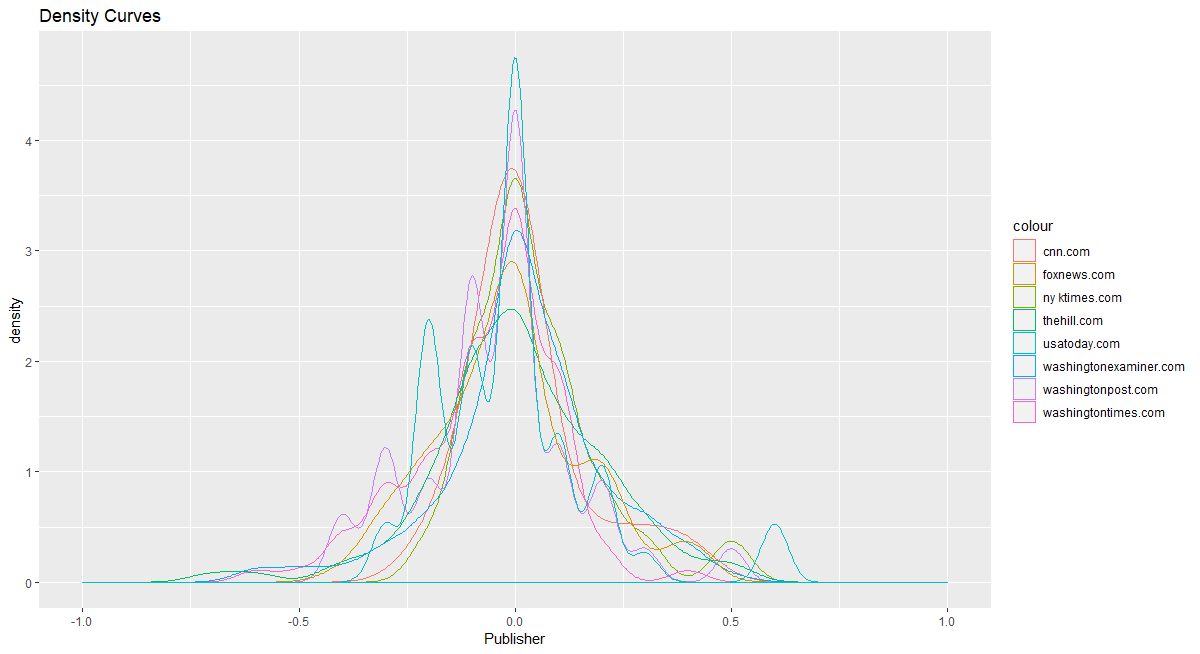 Density Curves
4
3
2
1
0
density
-1.0
-0.5
0.0
0.5
1.0
Publisher
colour
cnn.com
foxnews.com
ny ktimes.com
thehill.com
usatoday.com
washingtonexaminer.com
washingtonpost.com
washingtontimes.com